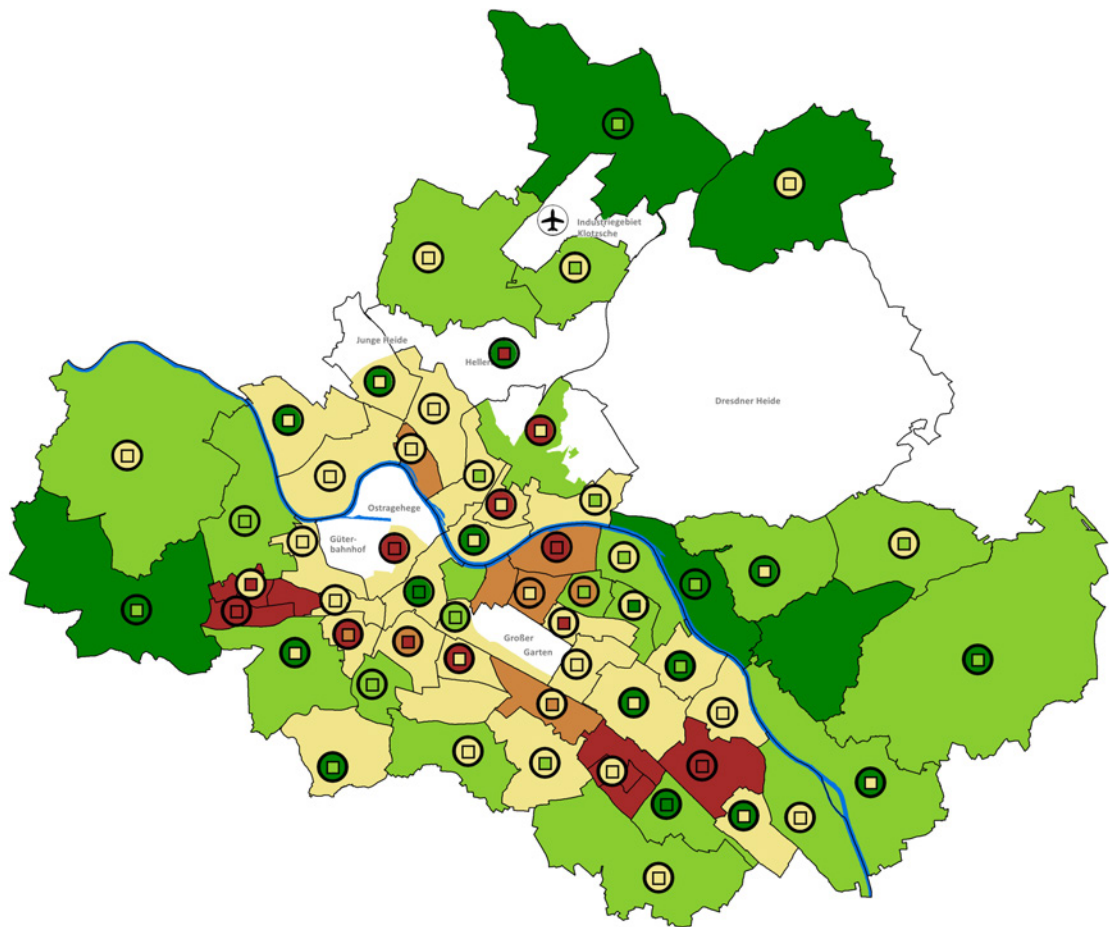 Industriegebiet
Klotzsche
Junge Heide
Heller
Dresdner Heide
Ostragehege
Güter-
bahnhof
Großer
Garten